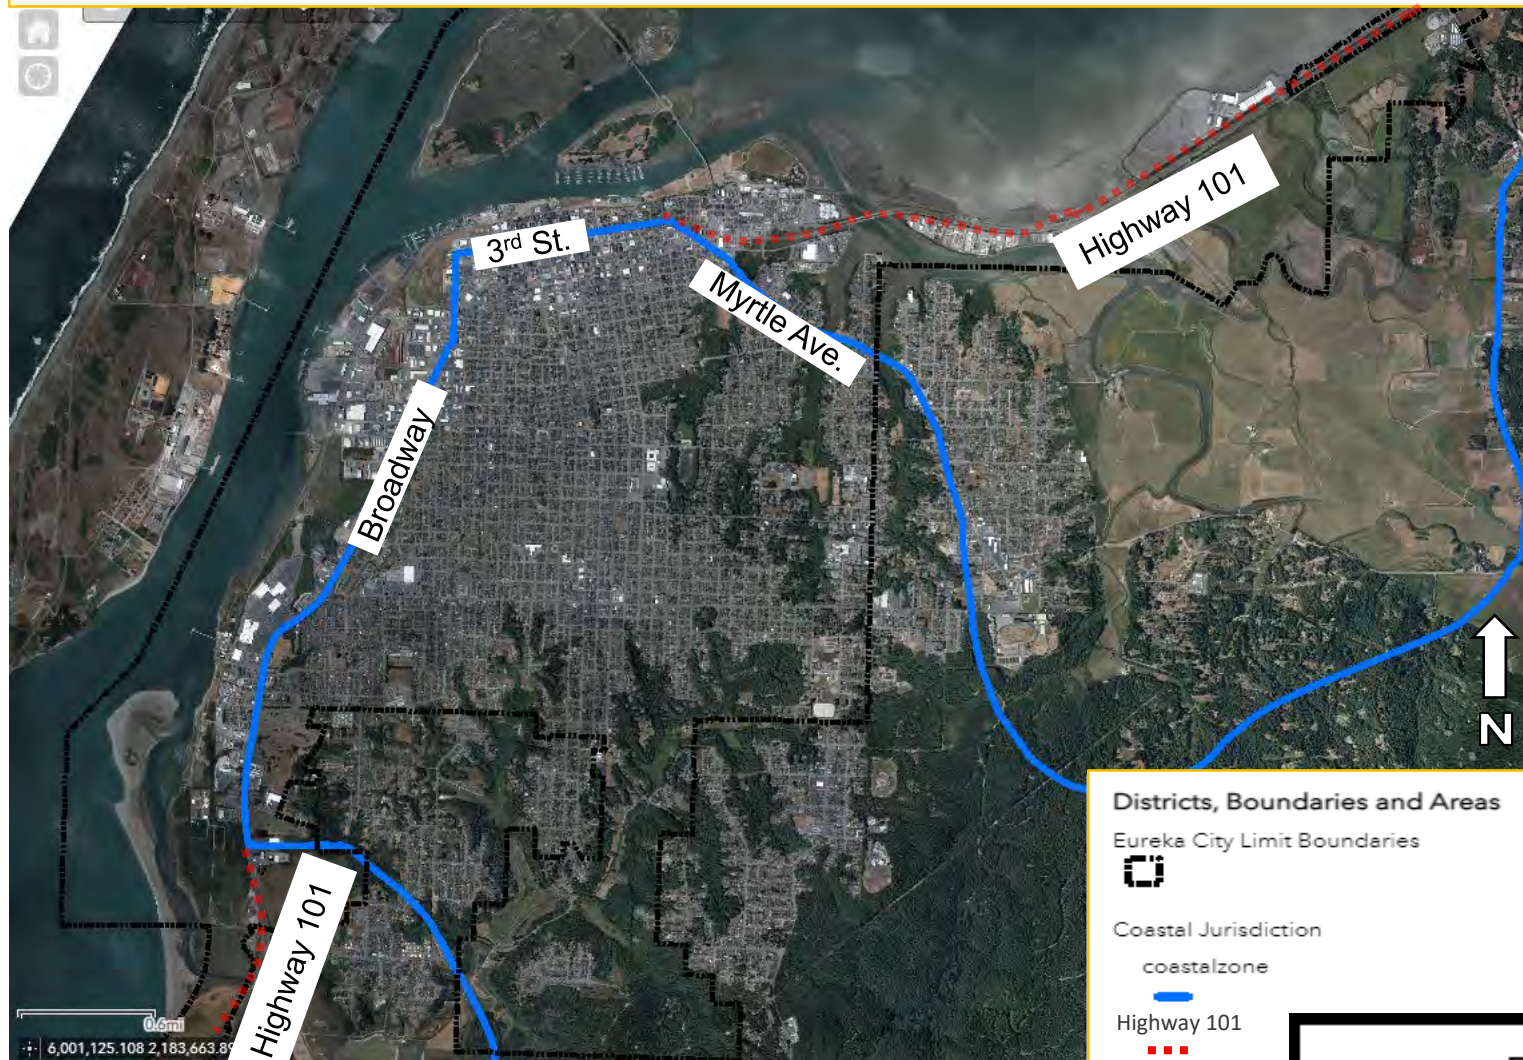 Highway 101
3rd St.
Myrtle Ave.
Broadway
N
Highway 101
Districts, Boundaries and Areas
Eureka City Limit Boundaries
Coastal Jurisdiction
coastalzone
Highway 101
0.6mi
6,001,125.108 2,183,663.89